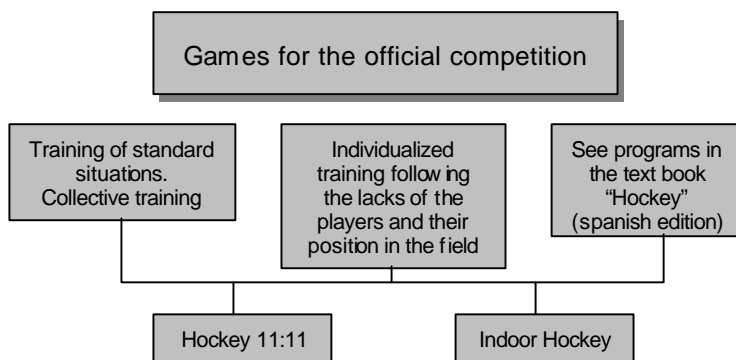 Games for the official competition
Training of standard
situations.
Collective training
Individualized
training following
the lacks of the
players and their
position in the field
See programs in
the text book
“Hockey”
(spanish edition)
Hockey 11:11
Indoor Hockey